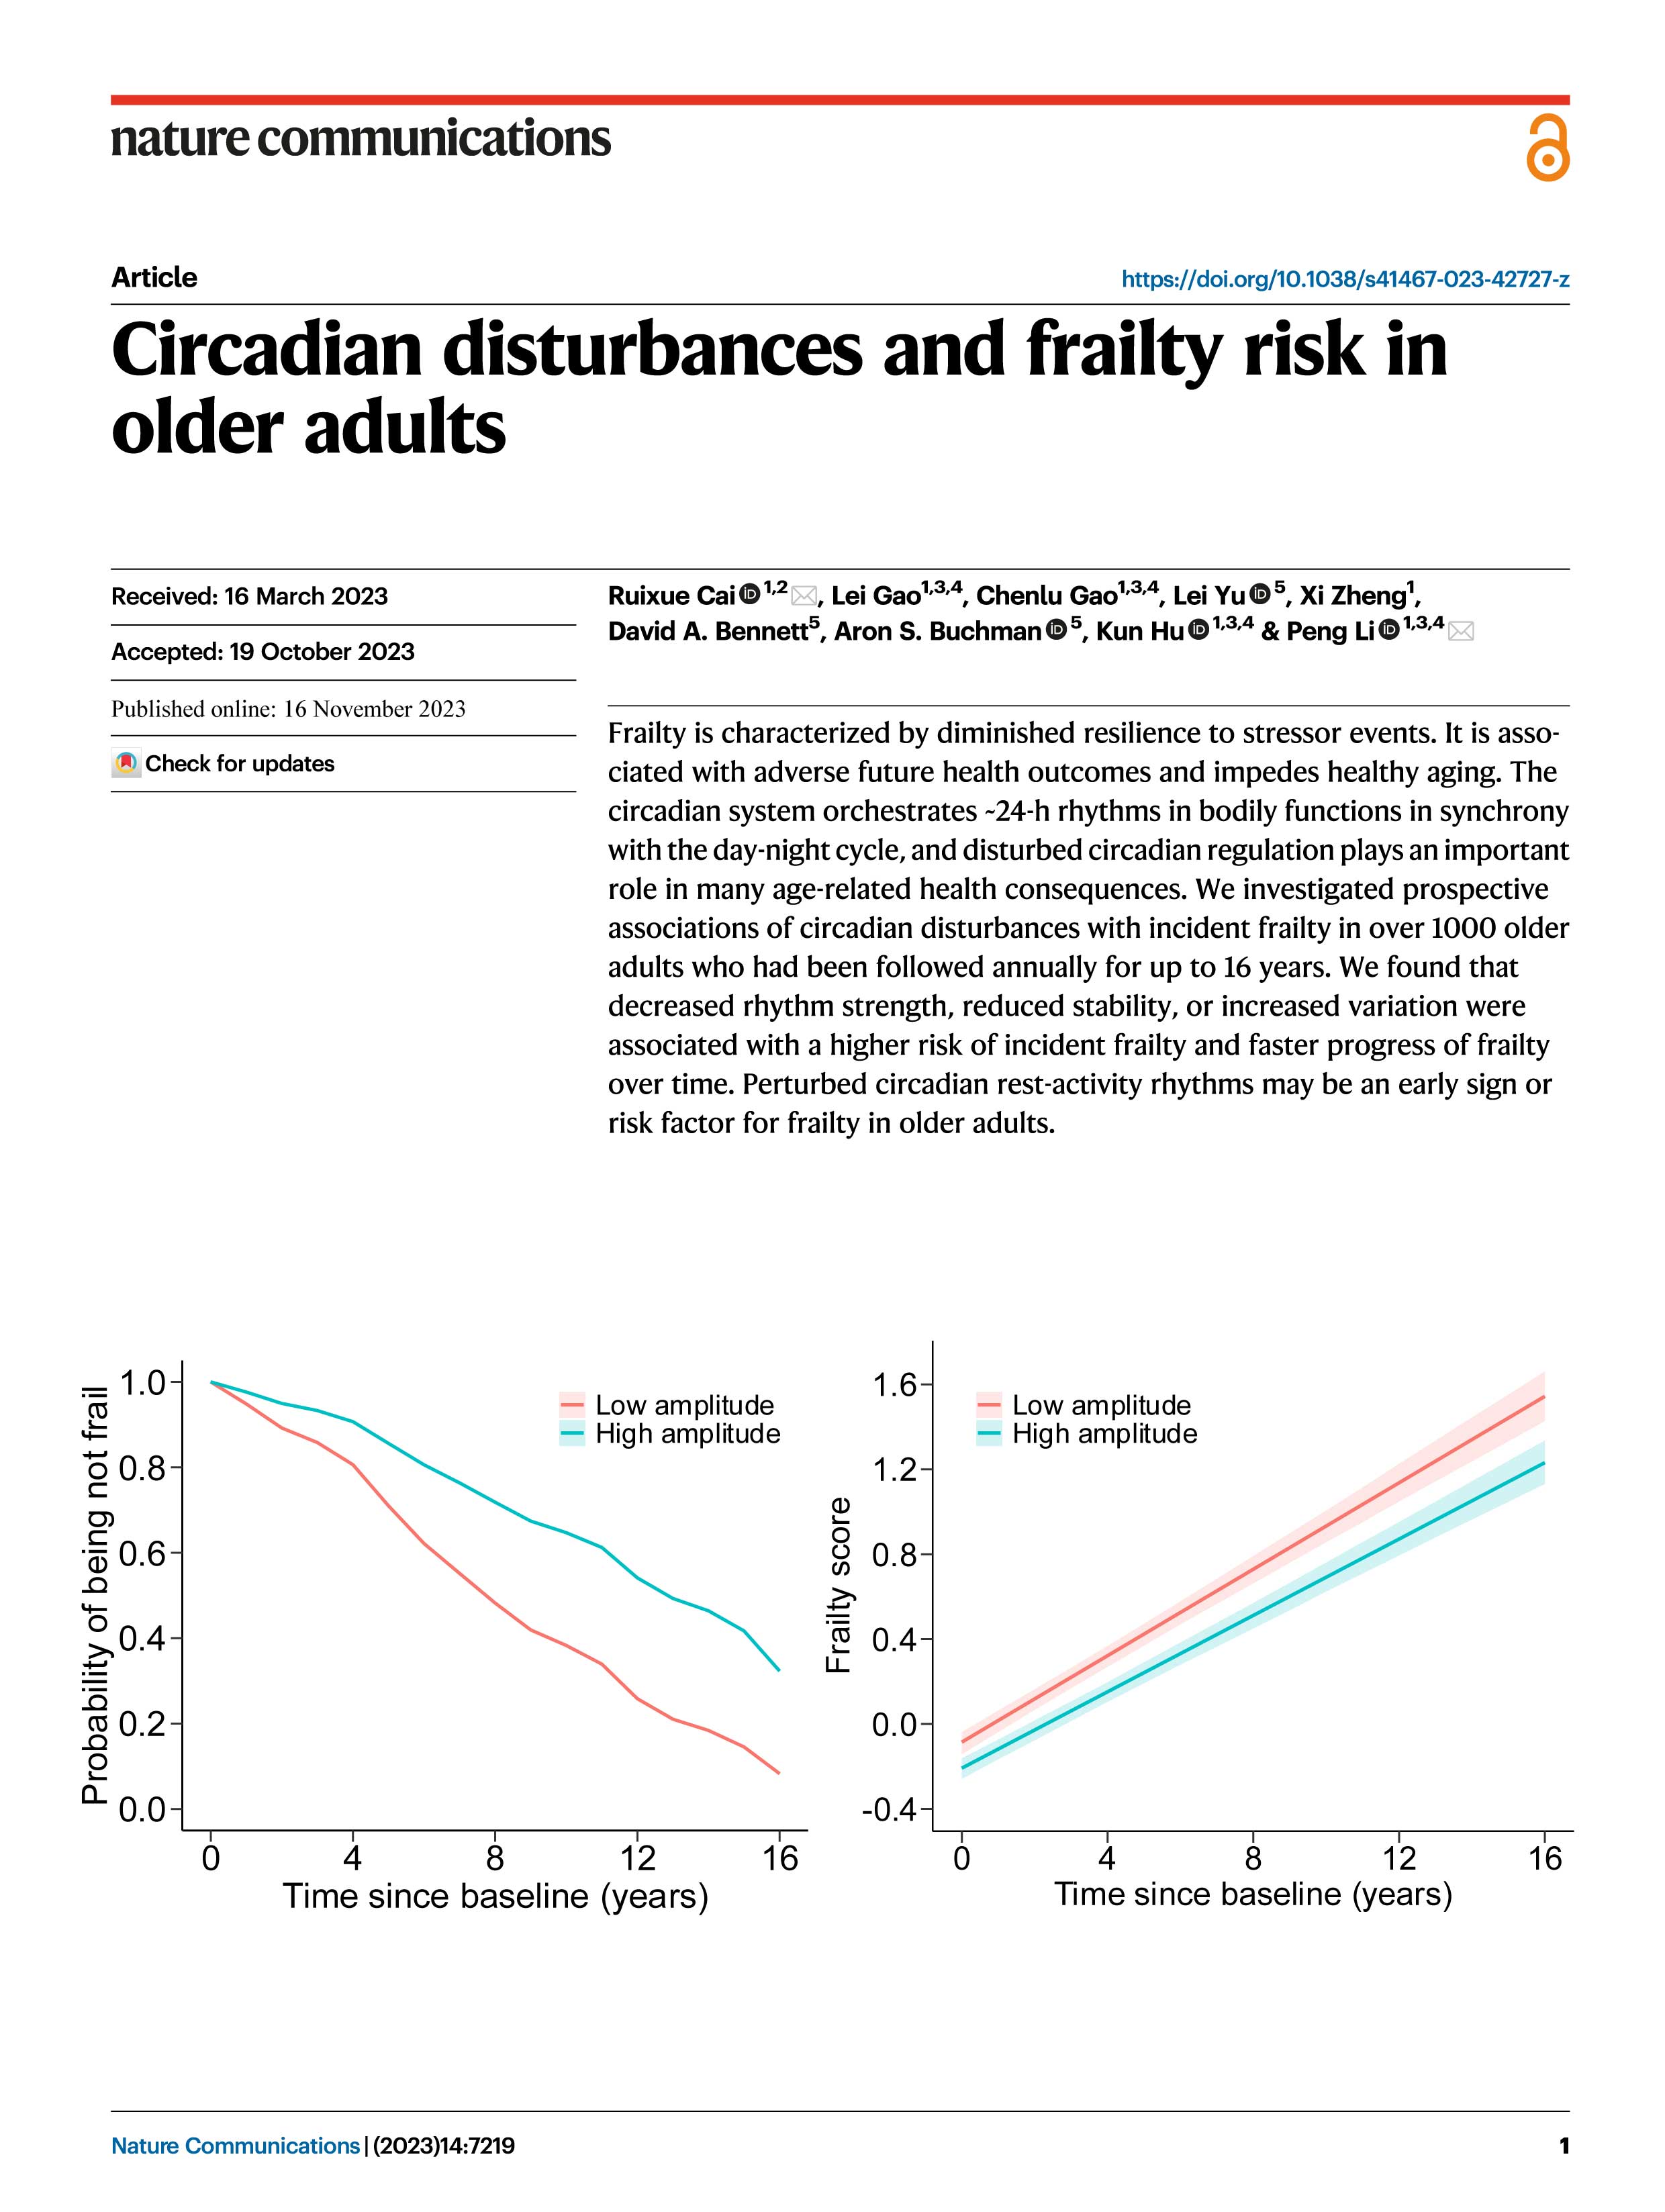 nature communications
Article
https://doi.org/10.1038/s41467-023-42727-z
Circadian disturbances and frailty risk in
older adults
Received: 16 March 2023
Accepted: 19 October 2023
Published online: 16 November 2023
Check for updates
Ruixue Cai 1,2, Lei Gao1,3,4, Chenlu Gao1,3,4, Lei Yu 5, Xi Zheng1,
David A. Bennett5, Aron S. Buchman 5, Kun Hu 1,3,4 & Peng Li 1,3,4
Frailty is characterized by diminished resilience to stressor events. It is asso-
ciated with adverse future health outcomes and impedes healthy aging. The
circadian system orchestrates ~24-h rhythms in bodily functions in synchrony
with the day-night cycle, and disturbed circadian regulation plays an important
role in many age-related health consequences. We investigated prospective
associations of circadian disturbances with incident frailty in over 1000 older
adults who had been followed annually for up to 16 years. We found that
decreased rhythm strength, reduced stability, or increased variation were
associated with a higher risk of incident frailty and faster progress of frailty
over time. Perturbed circadian rest-activity rhythms may be an early sign or
risk factor for frailty in older adults.
Probability of being not frail
1.0
0.8
0.6
0.4
0.2
0.0
Low amplitude
High amplitude
0 4 8 12 16
Time since baseline (years)
Frailty score
1.6
1.2
0.8
0.4
0.0
-0.4
Low amplitude
High amplitude
0 4 8 12 16
Time since baseline (years)
Nature Communications | (2023)14:7219
1